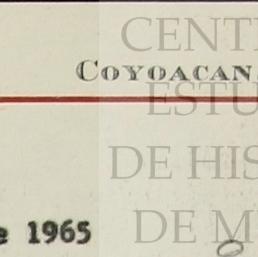 CENT
COYOACAN
ESTU
DE HIS
DE M
e 1965